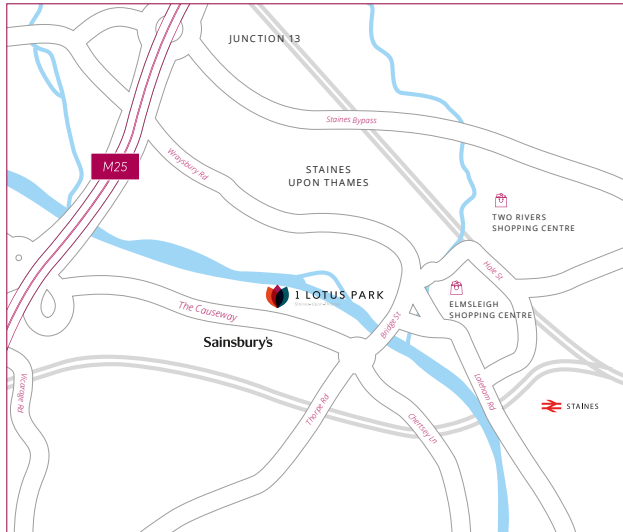 JUNCTION 13
Staines Bypass
M25
Wraysbury Rd
STAINES
UPON THAMES
TWO RIVERS
SHOPPING CENTRE
Hale St
1 LOTUS PARK
ELMSLEIGH
SHOPPING CENTRE
The Causeway
Bridge St
Sainsbury's
Vicarage Rd
Thorpe Rd
Chertsey Ln
Laleham Rd
STAINES